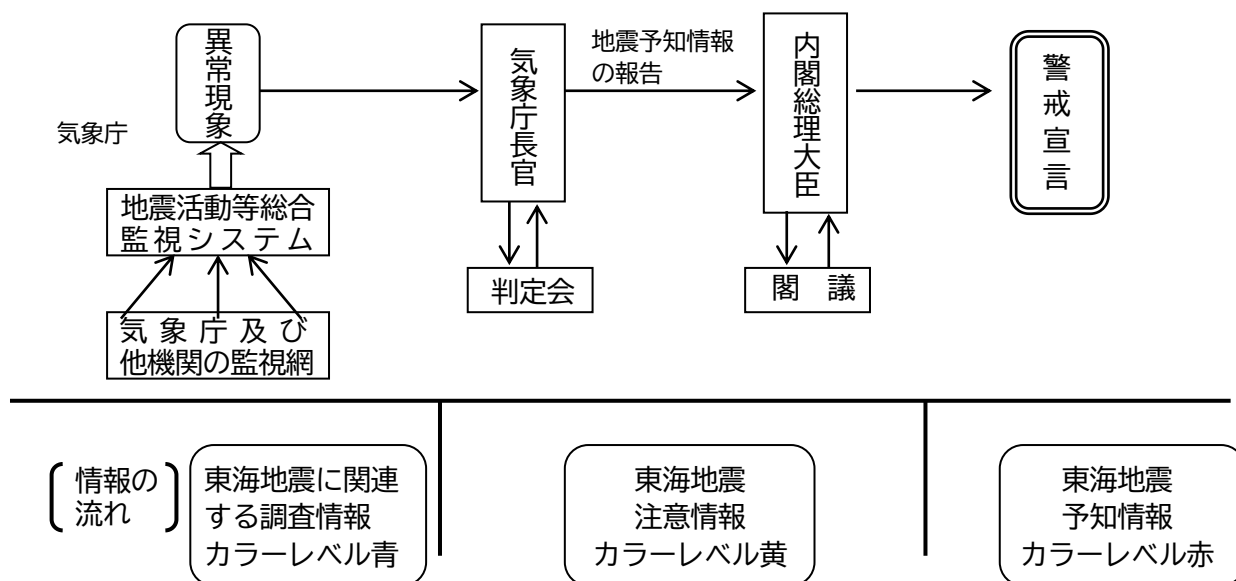 異常現象
気象庁
地震活動等総合
監視システム
気象庁及び
他機関の監視網
気象庁長官
判定会
地震予知情報
の報告
内閣総理大臣
閣　議
警戒宣言
情報の
流れ
東海地震に関連
する調査情報
カラーレベル青
東海地震
注意情報
カラーレベル黄
東海地震
予知情報
カラーレベル赤